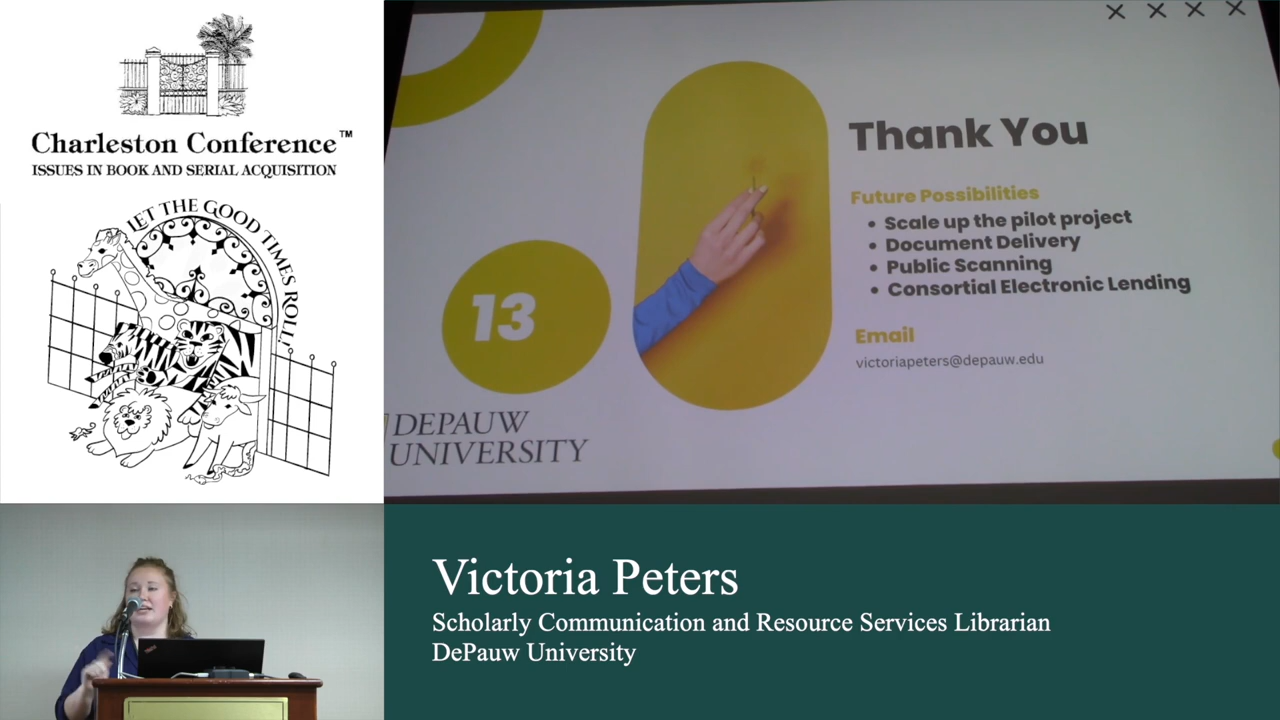 Charleston Conference™
ISSUES IN BOOK AND SERIAL ACQUISITION
LET THE GOOD TIMES ROLL!
Thank You
Future Possibilities
• Scale up the pilot project
• Document Delivery
• Public Scanning
• Consortial Electronic Lending
Email
victoriapeters@depauw.edu
13
DEPAUW
UNIVERSITY
Victoria Peters
Scholarly Communication and Resource Services Librarian
DePauw University